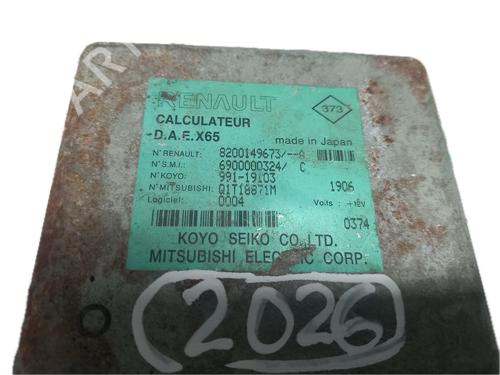 RENAULT
373
CALCULATEUR
D.A.E. X65
made in Japan
N° RENAULT: 8200149673/--A
N° S.M.I.: 6900000324/ C
N° KOYO: 991-19103
N° MITSUBISHI: Q1T18871M 1906
Logiciel: 0004 Volts : +12V
0374
KOYO SEIKO CO.,LTD.
MITSUBISHI ELECTRIC CORP.
(2026)